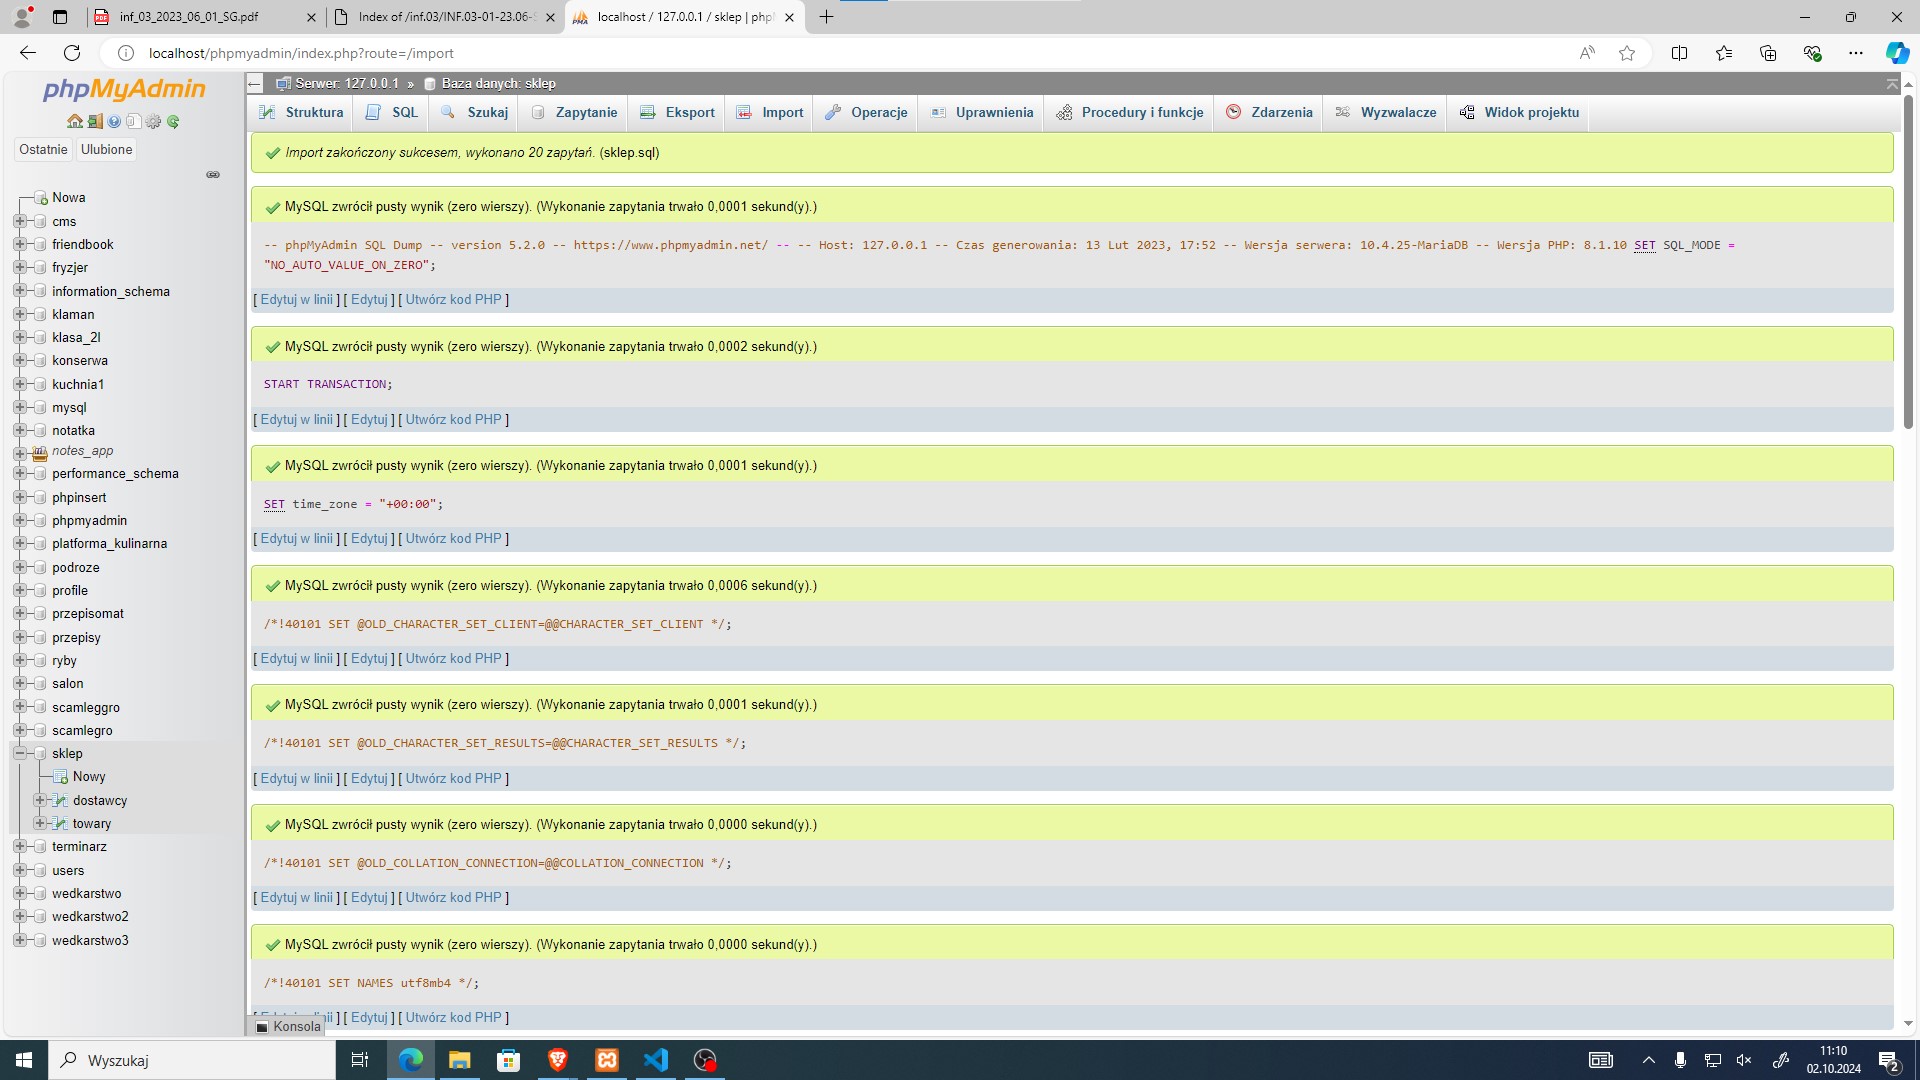 inf_03_2023_06_01_SG.pdf
Index of /inf.03/INF.03-01-23.06-
localhost / 127.0.0.1 / sklep | ph
localhost/phpmyadmin/index.php?route=/import
phpMyAdmin
Ostatnie
Ulubione
Nowa
cms
friendbook
fryzjer
information_schema
klaman
klasa_2l
konserwa
kuchnia1
mysql
notatka
notes_app
performance_schema
phpinsert
phpmyadmin
platforma_kulinarna
podroze
profile
przepisomat
przepisy
ryby
salon
scamleggro
scamlegro
sklep
Nowy
dostawcy
towary
terminarz
users
wedkarstwo
wedkarstwo2
wedkarstwo3
Serwer: 127.0.0.1 » Baza danych: sklep
Struktura SQL Szukaj Zapytanie Eksport Import Operacje Uprawnienia Procedury i funkcje Zdarzenia Wyzwalacze Widok projektu
Import zakończony sukcesem, wykonano 20 zapytań. (sklep.sql)
MySQL zwrócił pusty wynik (zero wierszy). (Wykonanie zapytania trwało 0,0001 sekund(y).)
-- phpMyAdmin SQL Dump -- version 5.2.0 -- https://www.phpmyadmin.net/ -- -- Host: 127.0.0.1 -- Czas generowania: 13 Lut 2023, 17:52 -- Wersja serwera: 10.4.25-MariaDB -- Wersja PHP: 8.1.10 SET SQL_MODE =
"NO_AUTO_VALUE_ON_ZERO";
[ Edytuj w linii ] [ Edytuj ] [ Utwórz kod PHP ]
MySQL zwrócił pusty wynik (zero wierszy). (Wykonanie zapytania trwało 0,0002 sekund(y).)
START TRANSACTION;
[ Edytuj w linii ] [ Edytuj ] [ Utwórz kod PHP ]
MySQL zwrócił pusty wynik (zero wierszy). (Wykonanie zapytania trwało 0,0001 sekund(y).)
SET time_zone = "+00:00";
[ Edytuj w linii ] [ Edytuj ] [ Utwórz kod PHP ]
MySQL zwrócił pusty wynik (zero wierszy). (Wykonanie zapytania trwało 0,0006 sekund(y).)
/*!40101 SET @OLD_CHARACTER_SET_CLIENT=@@CHARACTER_SET_CLIENT */;
[ Edytuj w linii ] [ Edytuj ] [ Utwórz kod PHP ]
MySQL zwrócił pusty wynik (zero wierszy). (Wykonanie zapytania trwało 0,0001 sekund(y).)
/*!40101 SET @OLD_CHARACTER_SET_RESULTS=@@CHARACTER_SET_RESULTS */;
[ Edytuj w linii ] [ Edytuj ] [ Utwórz kod PHP ]
MySQL zwrócił pusty wynik (zero wierszy). (Wykonanie zapytania trwało 0,0000 sekund(y).)
/*!40101 SET @OLD_COLLATION_CONNECTION=@@COLLATION_CONNECTION */;
[ Edytuj w linii ] [ Edytuj ] [ Utwórz kod PHP ]
MySQL zwrócił pusty wynik (zero wierszy). (Wykonanie zapytania trwało 0,0000 sekund(y).)
/*!40101 SET NAMES utf8mb4 */;
[ Edytuj ] [ Utwórz kod PHP ]
Konsola
Wyszukaj
11:10
02.10.2024
2